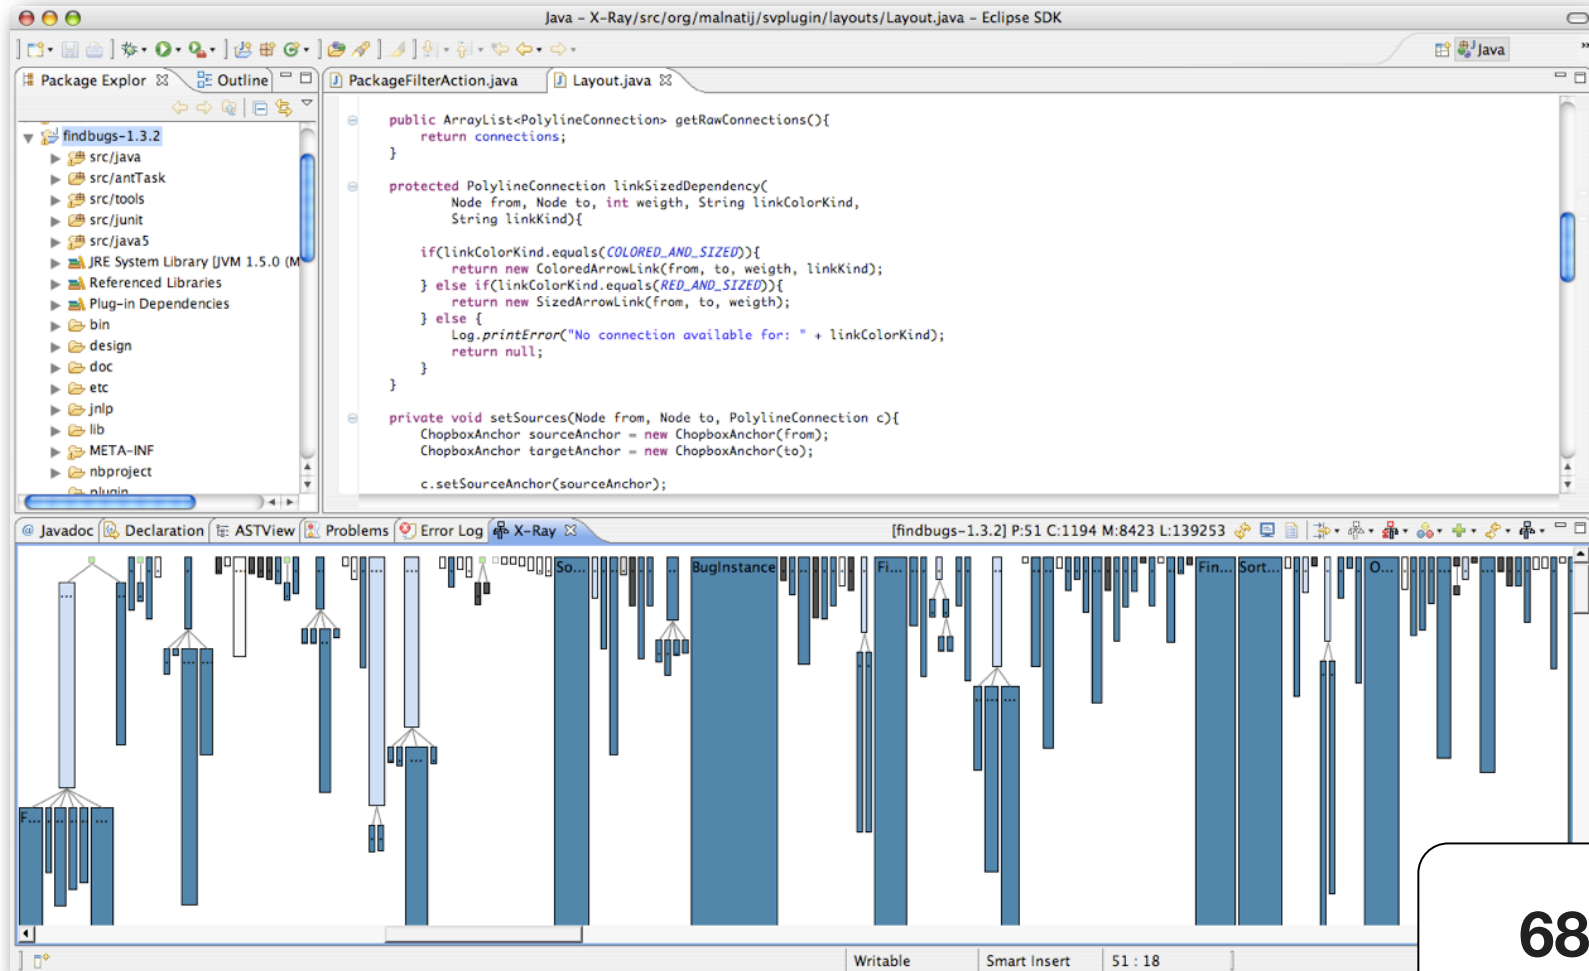 Java – X-Ray/src/org/malnatij/svplugin/layouts/Layout.java – Eclipse SDK
Java
Package Explor
Outline
PackageFilterAction.java
Layout.java
findbugs-1.3.2
src/java
src/antTask
src/tools
src/junit
src/java5
JRE System Library [JVM 1.5.0 (M
Referenced Libraries
Plug-in Dependencies
bin
design
doc
etc
jnlp
lib
META-INF
nbproject
plugin
public ArrayList<PolylineConnection> getRawConnections(){
return connections;
}
protected PolylineConnection linkSizedDependency(
Node from, Node to, int weigth, String linkColorKind,
String linkKind){
if(linkColorKind.equals(COLORED_AND_SIZED)){
return new ColoredArrowLink(from, to, weigth, linkKind);
} else if(linkColorKind.equals(RED_AND_SIZED)){
return new SizedArrowLink(from, to, weigth);
} else {
Log.printError("No connection available for: " + linkColorKind);
return null;
}
}
private void setSources(Node from, Node to, PolylineConnection c){
ChopboxAnchor sourceAnchor = new ChopboxAnchor(from);
ChopboxAnchor targetAnchor = new ChopboxAnchor(to);
c.setSourceAnchor(sourceAnchor);
@ Javadoc
Declaration
ASTView
Problems
Error Log
X-Ray
[findbugs-1.3.2] P:51 C:1194 M:8423 L:139253
So...
BugInstance
Fi...
Fin...
Sort...
O...
F...
Writable
Smart Insert
51 : 18
68